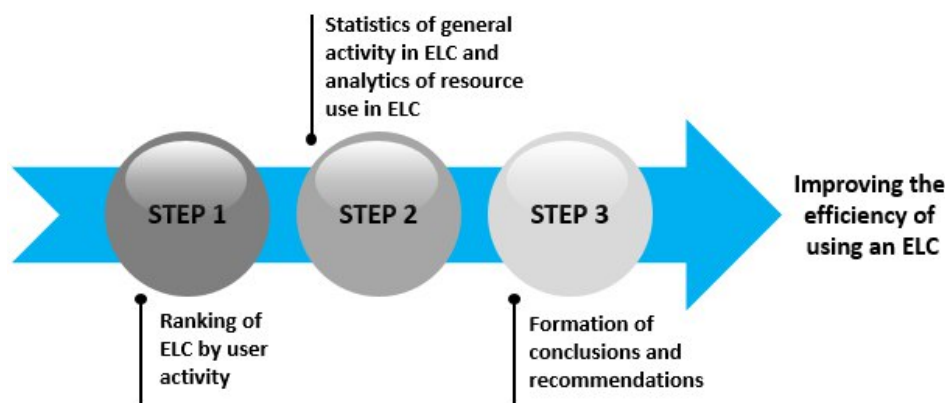 Statistics of general
activity in ELC and
analytics of resource
use in ELC
STEP 1
STEP 2
STEP 3
Improving the
efficiency of
using an ELC
Ranking of
ELC by user
activity
Formation of
conclusions and
recommendations